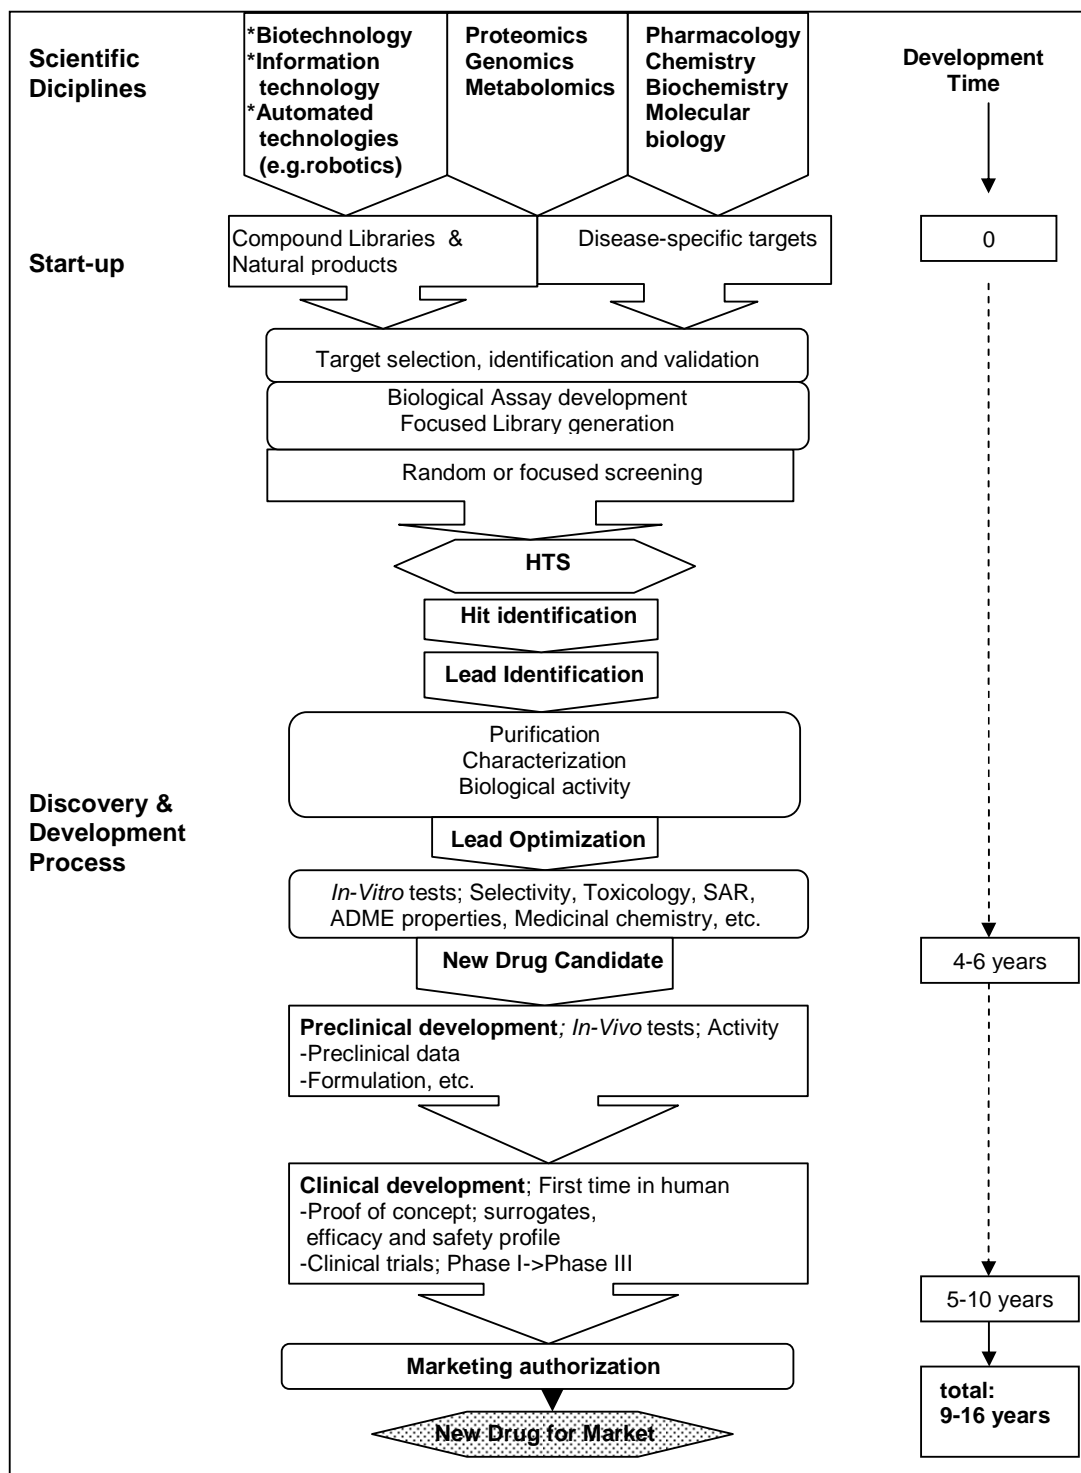 Scientific
Diciplines
*Biotechnology
*Information
technology
*Automated
technologies
(e.g.robotics)
Proteomics
Genomics
Metabolomics
Pharmacology
Chemistry
Biochemistry
Molecular
biology
Development
Time
Start-up
Compound Libraries &
Natural products
Disease-specific targets
0
Target selection, identification and validation
Biological Assay development
Focused Library generation
Random or focused screening
HTS
Hit identification
Lead Identification
Purification
Characterization
Biological activity
Discovery &
Development
Process
Lead Optimization
In-Vitro tests; Selectivity, Toxicology, SAR,
ADME properties, Medicinal chemistry, etc.
New Drug Candidate
4-6 years
Preclinical development; In-Vivo tests; Activity
-Preclinical data
-Formulation, etc.
Clinical development; First time in human
-Proof of concept; surrogates,
efficacy and safety profile
-Clinical trials; Phase I->Phase III
5-10 years
Marketing authorization
total:
9-16 years
New Drug for Market